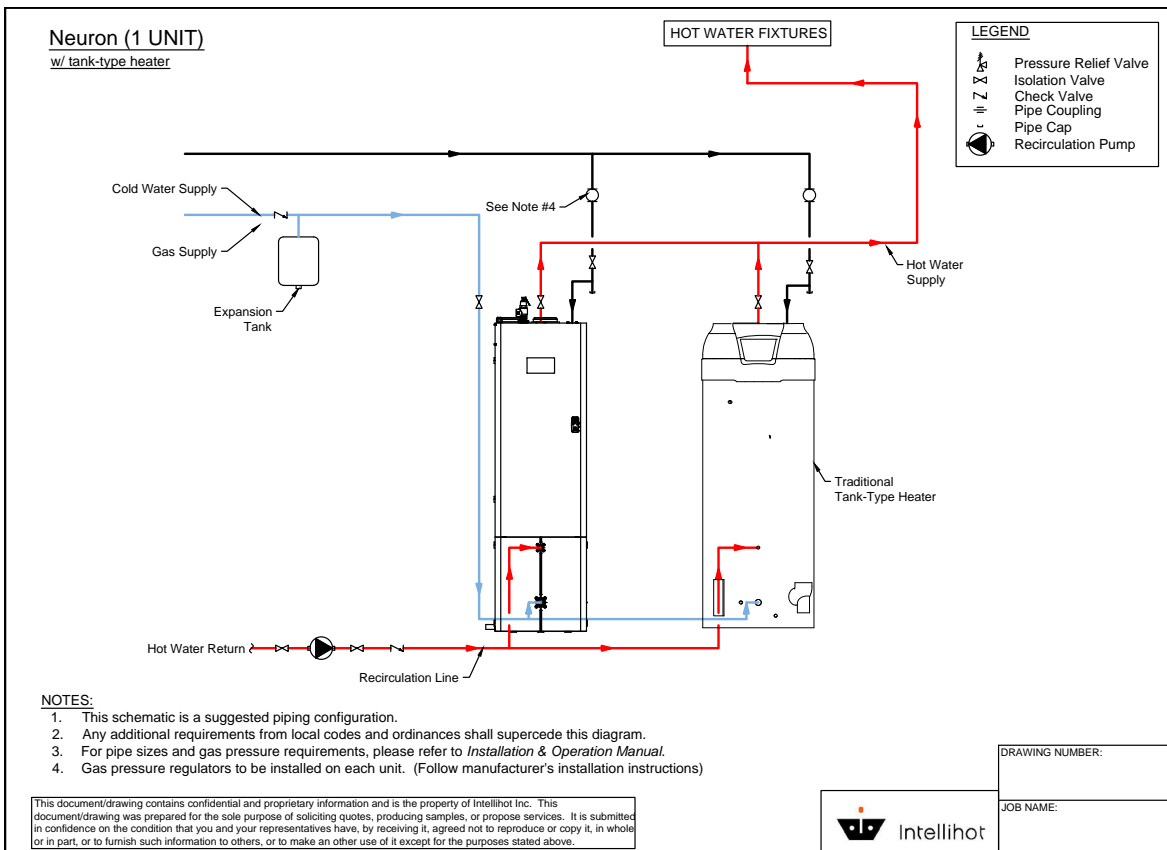 Neuron (1 UNIT)
w/ tank-type heater
HOT WATER FIXTURES
LEGEND
Pressure Relief Valve
Isolation Valve
Check Valve
Pipe Coupling
Pipe Cap
Recirculation Pump
Cold Water Supply
Gas Supply
Expansion
Tank
See Note #4
Hot Water
Supply
Traditional
Tank-Type Heater
Hot Water Return
Recirculation Line
NOTES:
1. This schematic is a suggested piping configuration.
2. Any additional requirements from local codes and ordinances shall supercede this diagram.
3. For pipe sizes and gas pressure requirements, please refer to Installation & Operation Manual.
4. Gas pressure regulators to be installed on each unit. (Follow manufacturer's installation instructions)
This document/drawing contains confidential and proprietary information and is the property of Intellihot Inc. This
document/drawing was prepared for the sole purpose of soliciting quotes, producing samples, or propose services. It is submitted
in confidence on the condition that you and your representatives have, by receiving it, agreed not to reproduce or copy it, in whole
or in part, or to furnish such information to others, or to make an other use of it except for the purposes stated above.
Intellihot
DRAWING NUMBER:
JOB NAME: